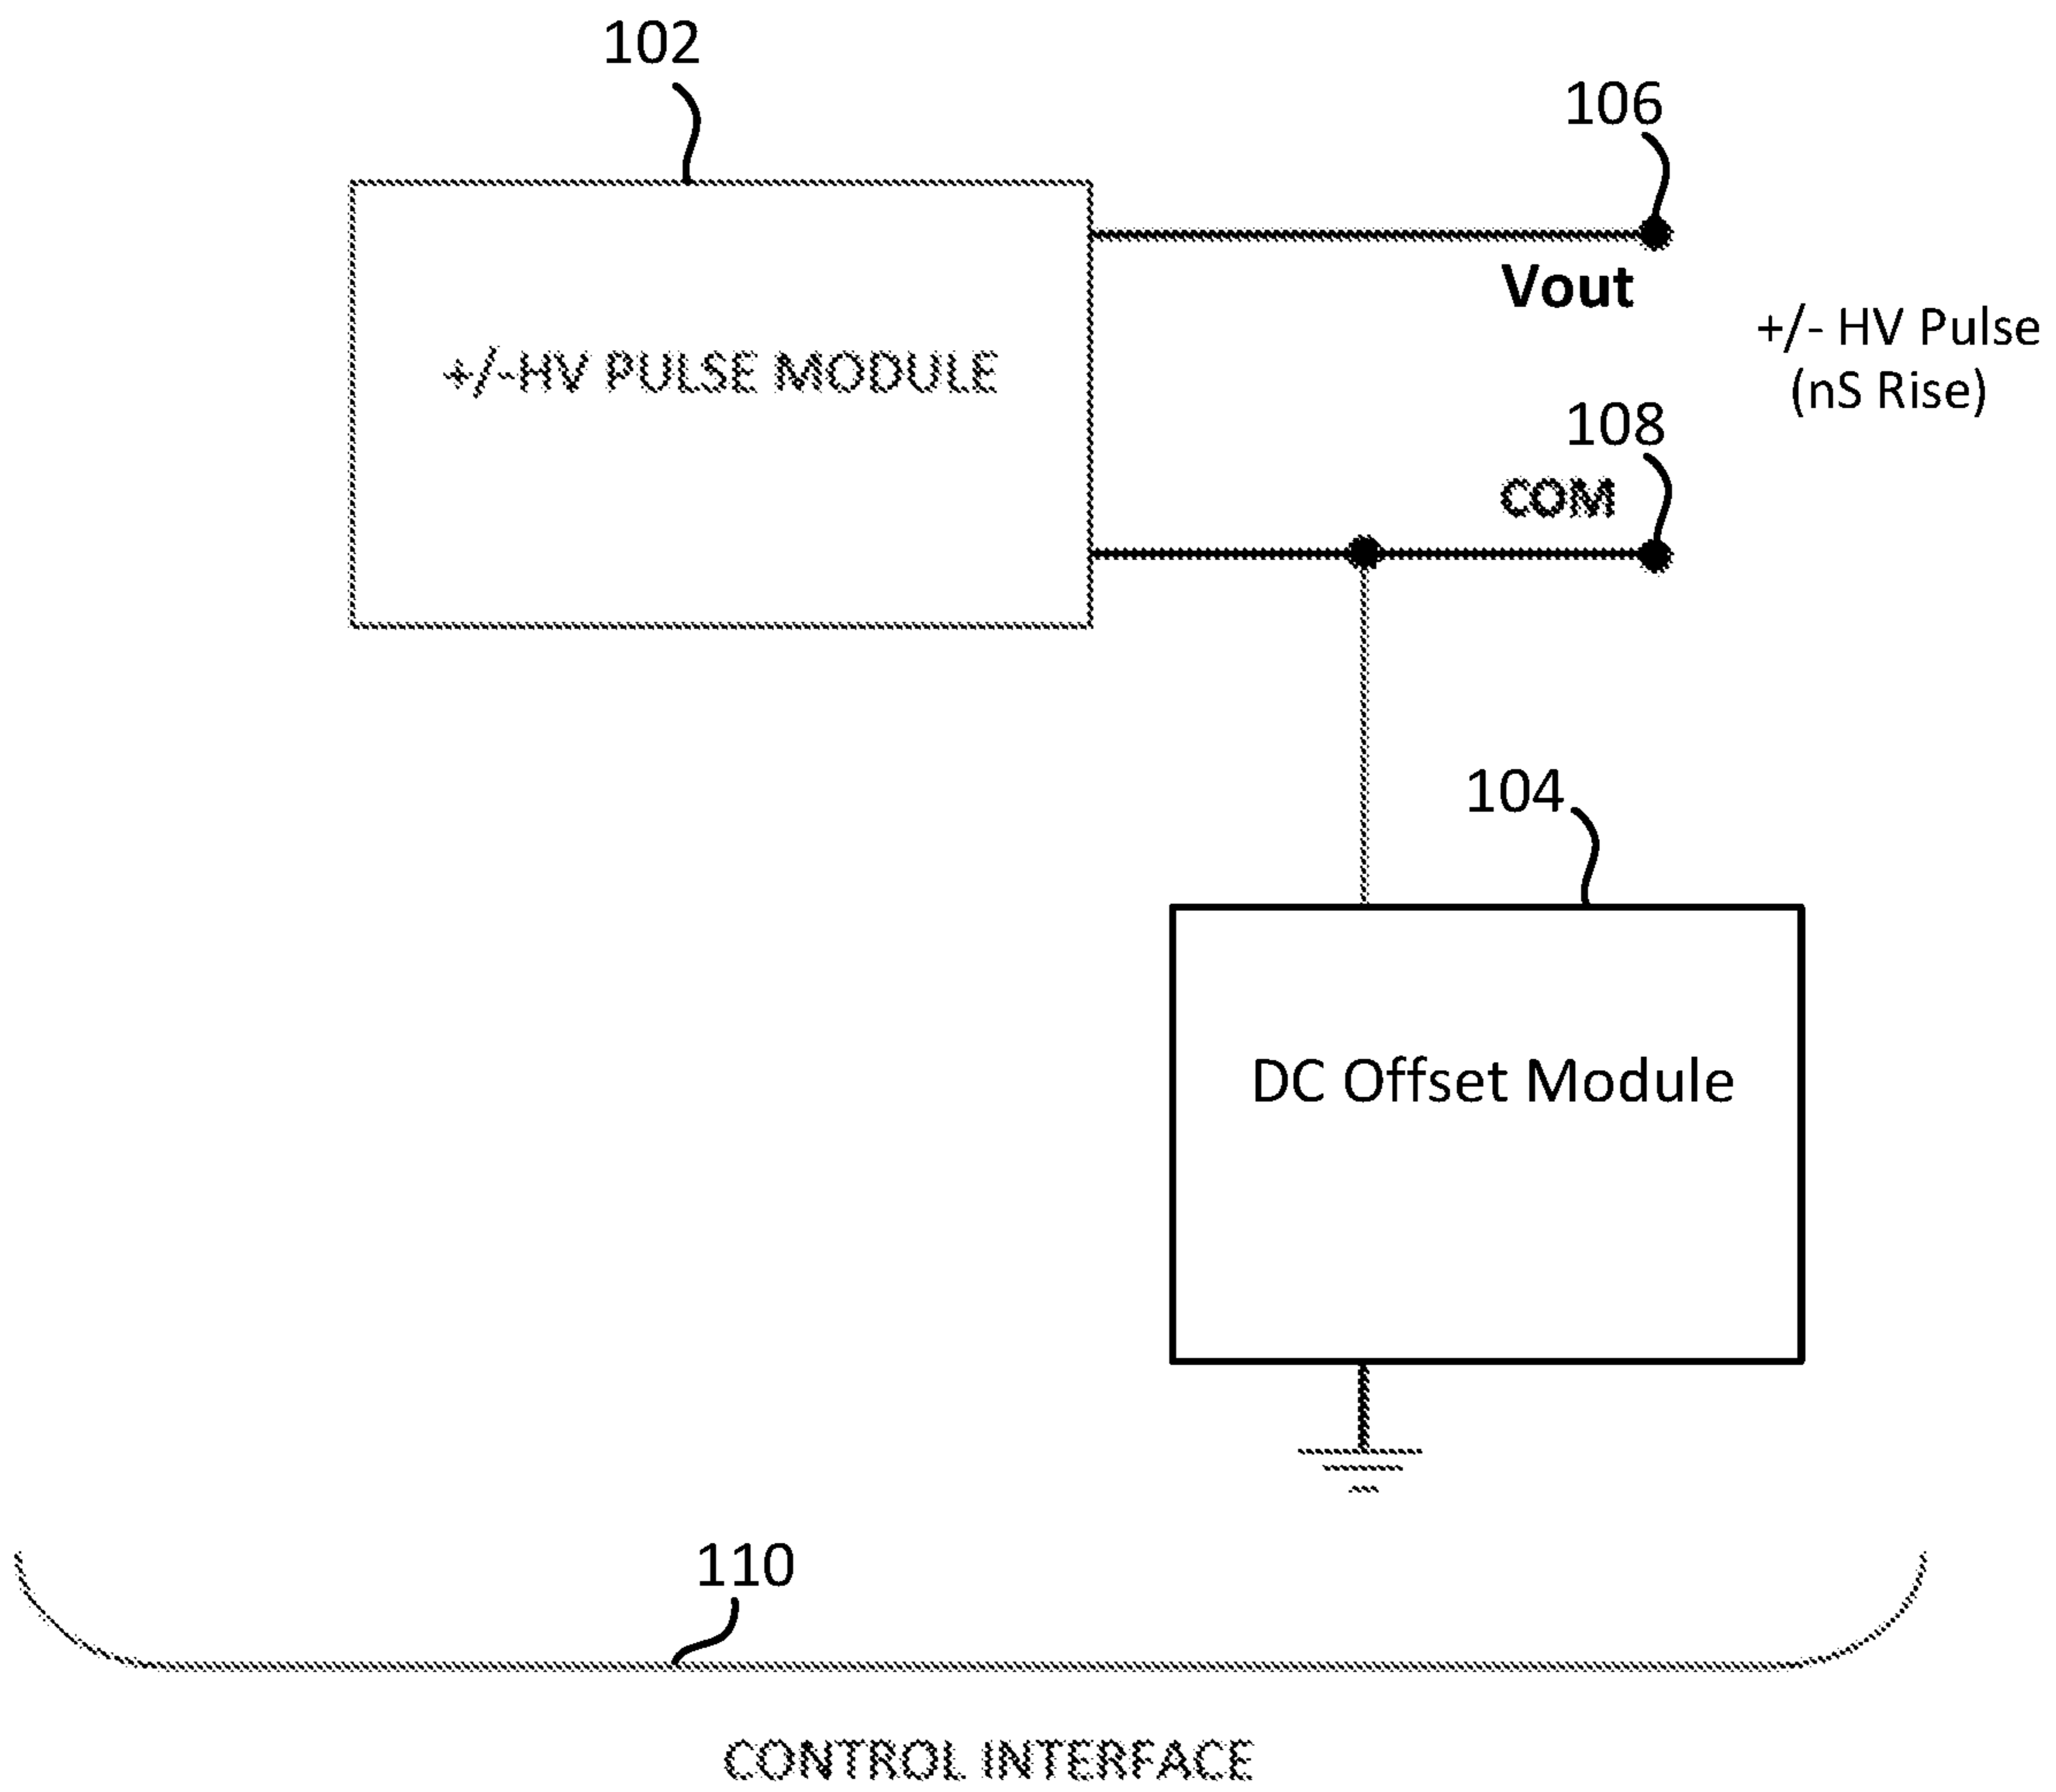 102
106
Vout
+/- HV Pulse
(nS Rise)
+/-HV PULSE MODULE
108
COM
104
DC Offset Module
110
CONTROL INTERFACE